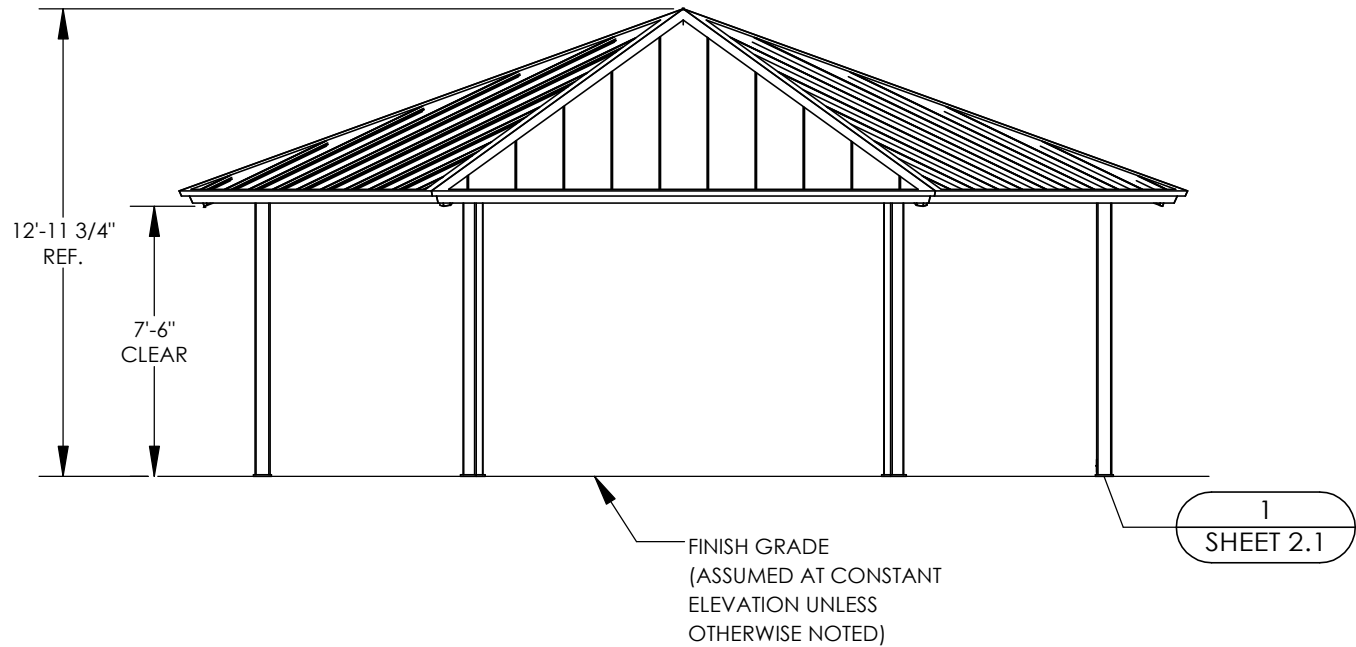 12'-11 3/4"
REF.
7'-6"
CLEAR
FINISH GRADE
(ASSUMED AT CONSTANT
ELEVATION UNLESS
OTHERWISE NOTED)
1
SHEET 2.1